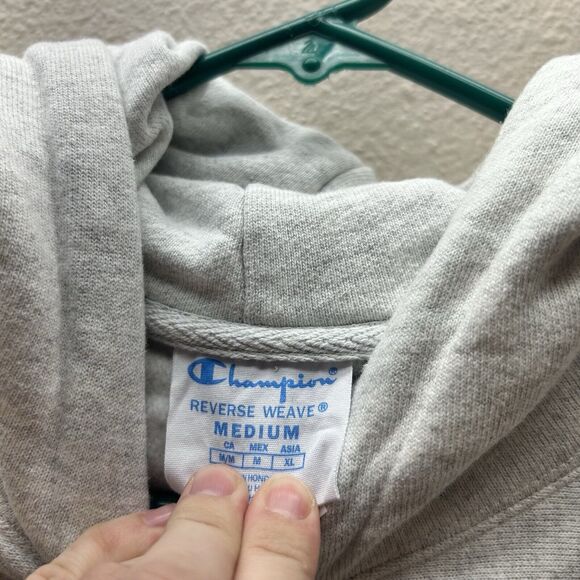 Champion®
REVERSE WEAVE®
MEDIUM
CA MEX ASIA
M/M M XL